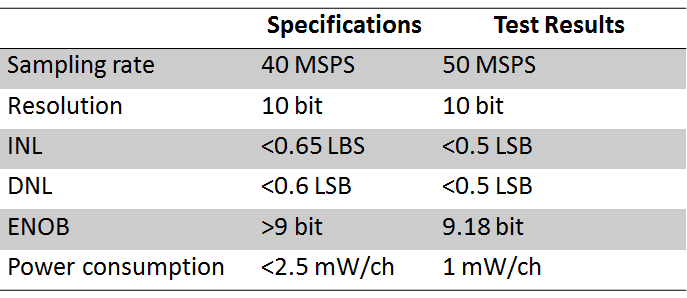 Specifications Test Results
Sampling rate 40 MSPS 50 MSPS
Resolution 10 bit 10 bit
INL <0.65 LBS <0.5 LSB
DNL <0.6 LSB <0.5 LSB
ENOB >9 bit 9.18 bit
Power consumption <2.5 mW/ch 1 mW/ch